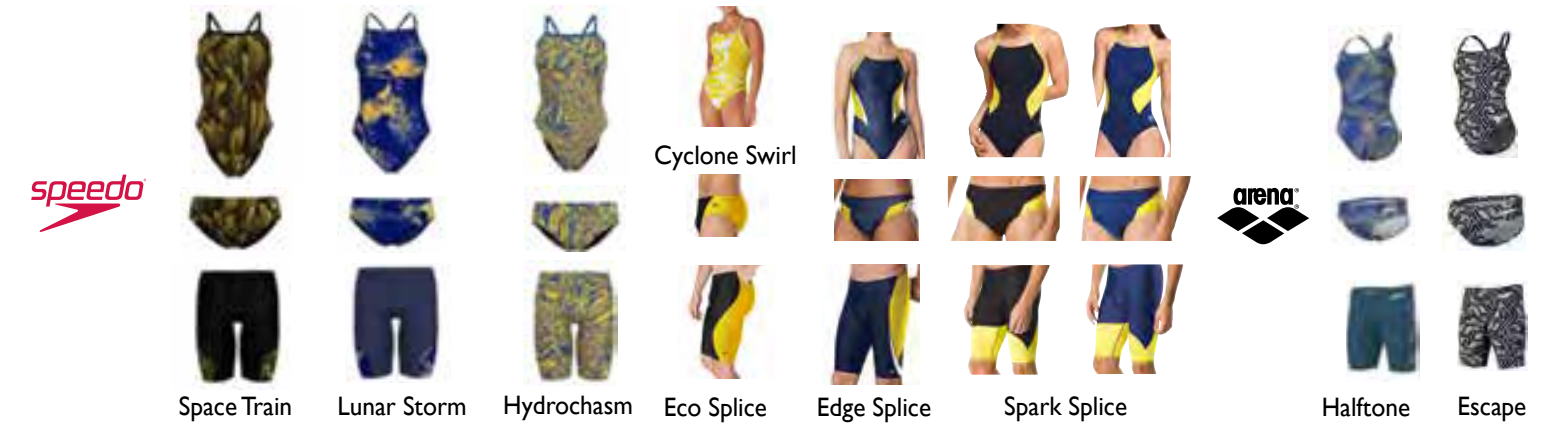 Cyclone Swirl
speedo
arena
Space Train
Lunar Storm
Hydrochasm
Eco Splice
Edge Splice
Spark Splice
Halftone
Escape